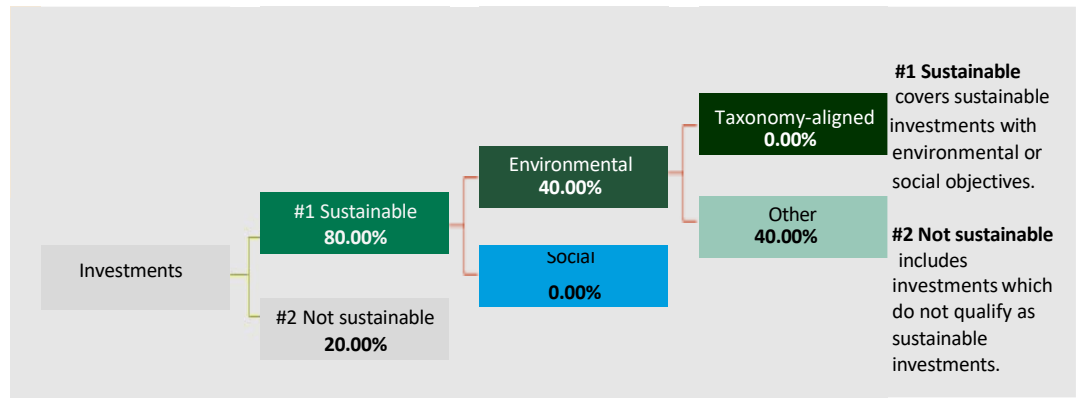 Investments
#1 Sustainable
80.00%
#2 Not sustainable
20.00%
Environmental
40.00%
Social
0.00%
Taxonomy-aligned
0.00%
Other
40.00%
#1 Sustainable
covers sustainable
investments with
environmental or
social objectives.
#2 Not sustainable
includes
investments which
do not qualify as
sustainable
investments.